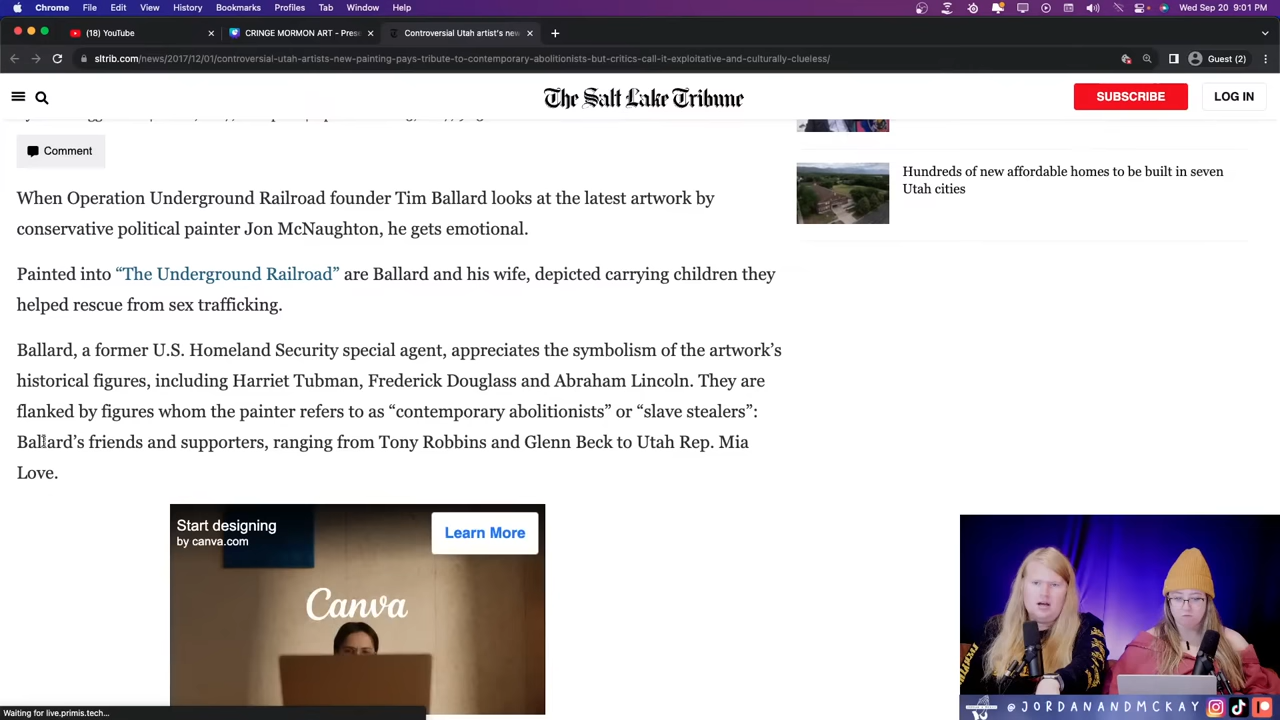 Chrome File Edit View History Bookmarks Profiles Tab Window Help
Wed Sep 20 9:01 PM
(18) YouTube
CRINGE MORMON ART - Prese
Controversial Utah artist's new
sltrib.com/news/2017/12/01/controversial-utah-artists-new-painting-pays-tribute-to-contemporary-abolitionists-but-critics-call-it-exploitative-and-culturally-clueless/
Guest (2)
The Salt Lake Tribune
SUBSCRIBE
LOG IN
Comment
Hundreds of new affordable homes to be built in seven
Utah cities
When Operation Underground Railroad founder Tim Ballard looks at the latest artwork by
conservative political painter Jon McNaughton, he gets emotional.
Painted into “The Underground Railroad” are Ballard and his wife, depicted carrying children they
helped rescue from sex trafficking.
Ballard, a former U.S. Homeland Security special agent, appreciates the symbolism of the artwork’s
historical figures, including Harriet Tubman, Frederick Douglass and Abraham Lincoln. They are
flanked by figures whom the painter refers to as “contemporary abolitionists” or “slave stealers”:
Ballard’s friends and supporters, ranging from Tony Robbins and Glenn Beck to Utah Rep. Mia
Love.
Start designing
by canva.com
Learn More
Canva
Waiting for live.primis.tech...
@JORDANANDMCKAY